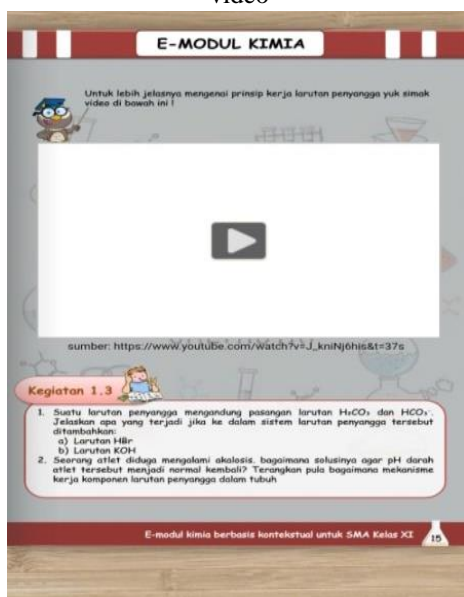 video
E-MODUL KIMIA
Untuk lebih jelasnya mengenai prinsip kerja larutan penyangga yuk simak
video di bawah ini !
sumber: https://www.youtube.com/watch?v=J_kniNj6his&t=37s
Kegiatan 1.3
1. Suatu larutan penyangga mengandung pasangan larutan H₂CO₃ dan HCO₃⁻.
Jelaskan apa yang terjadi jika ke dalam sistem larutan penyangga tersebut
ditambahkan:
a) Larutan HBr
b) Larutan KOH
2. Seorang atlet diduga mengalami akalosis. bagaimana solusinya agar pH darah
atlet tersebut menjadi normal kembali? Terangkan pula bagaimana mekanisme
kerja komponen larutan penyangga dalam tubuh
E-modul kimia berbasis kontekstual untuk SMA Kelas XI
15